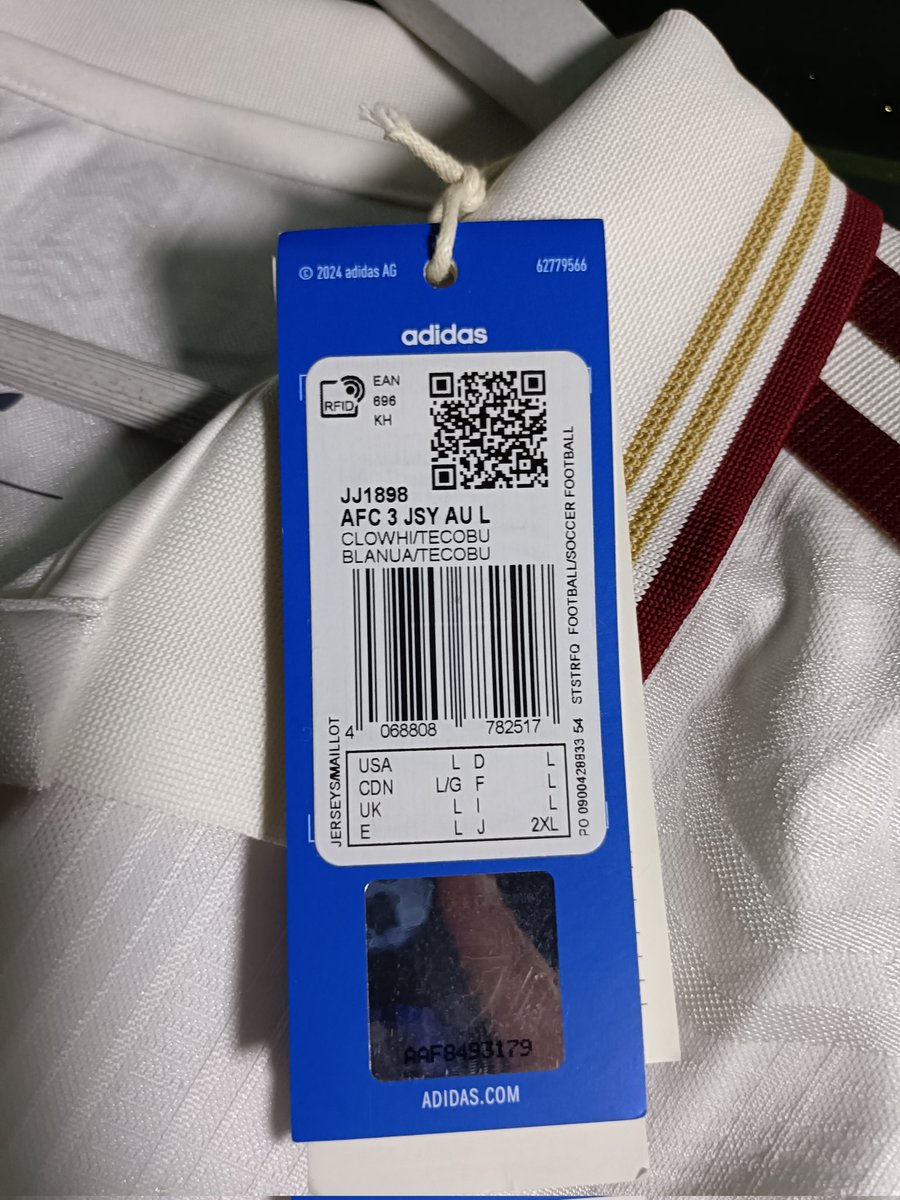 © 2024 adidas AG
62779566
adidas
RFID
EAN
696
KH
JJ1898
AFC 3 JSY AU L
CLOWHI/TECOBU
BLANUA/TECOBU
4 068808 782517
JERSEYS/MAILLOT
PO 0900428833 54 STSTRFQ FOOTBALL/SOCCER FOOTBALL
USA L D L
CDN L/G F L
UK L I L
E L J 2XL
AAF8493179
ADIDAS.COM